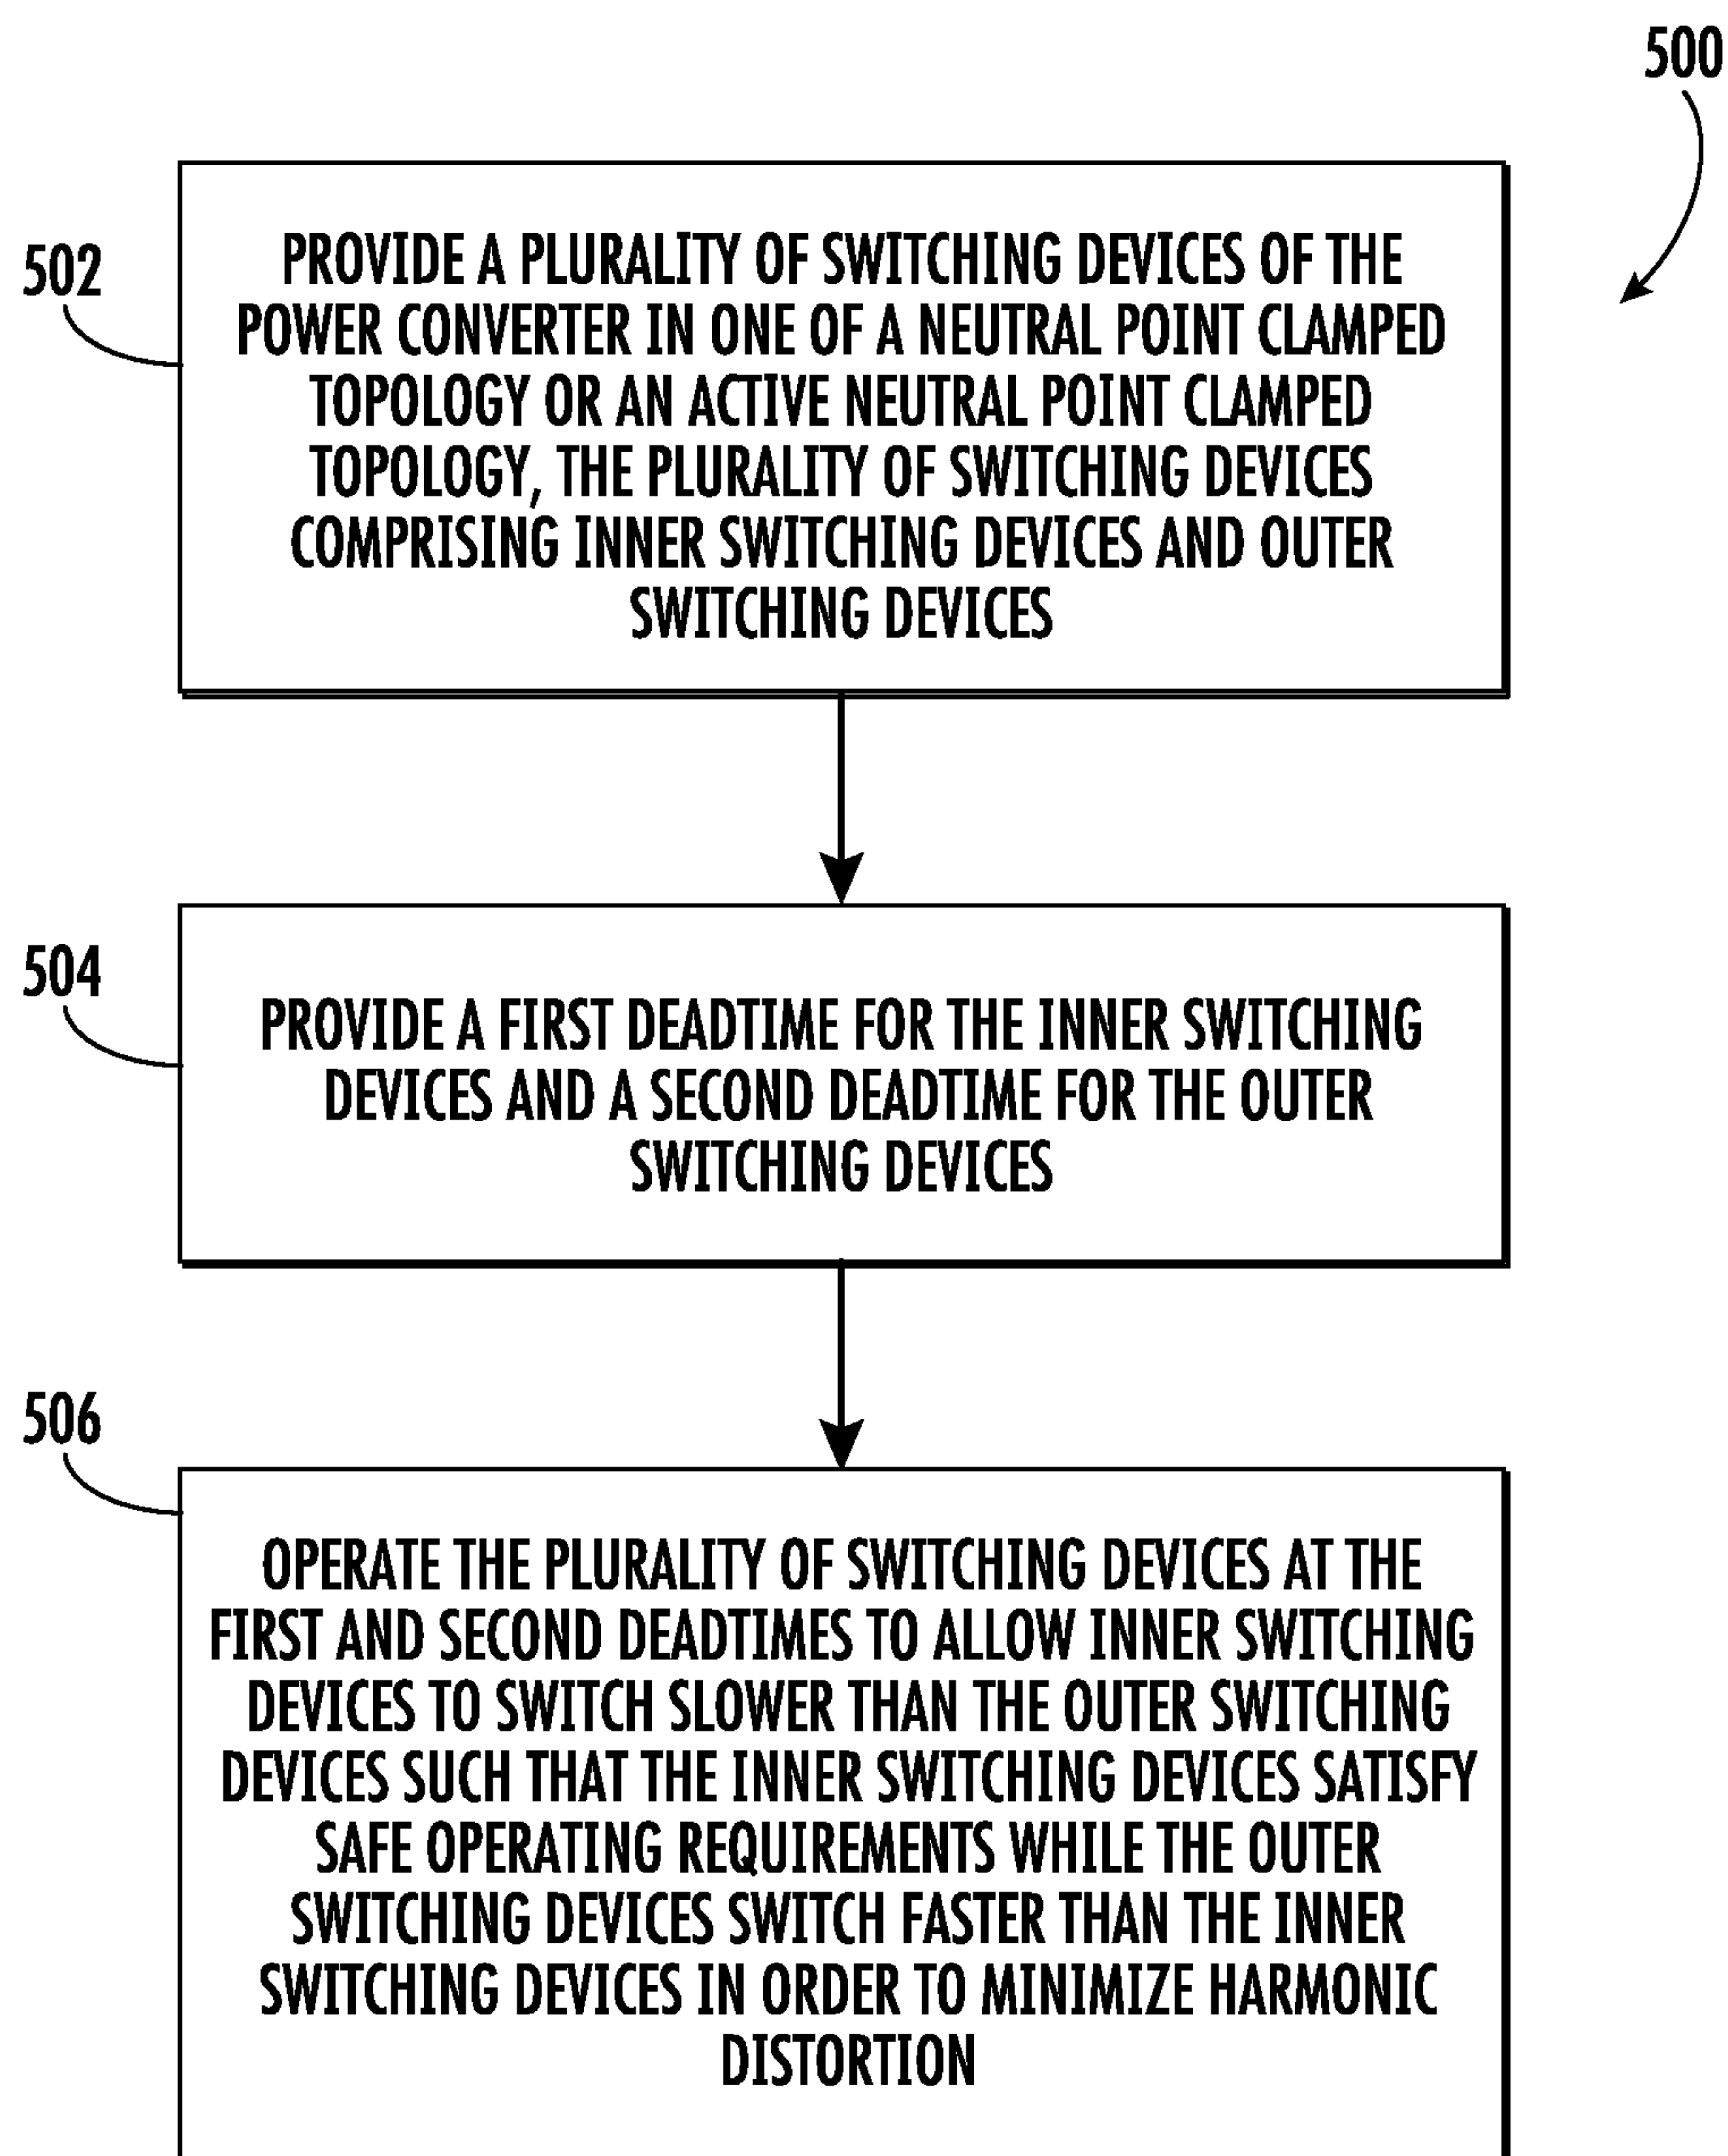 500
502
PROVIDE A PLURALITY OF SWITCHING DEVICES OF THE
POWER CONVERTER IN ONE OF A NEUTRAL POINT CLAMPED
TOPOLOGY OR AN ACTIVE NEUTRAL POINT CLAMPED
TOPOLOGY, THE PLURALITY OF SWITCHING DEVICES
COMPRISING INNER SWITCHING DEVICES AND OUTER
SWITCHING DEVICES
504
PROVIDE A FIRST DEADTIME FOR THE INNER SWITCHING
DEVICES AND A SECOND DEADTIME FOR THE OUTER
SWITCHING DEVICES
506
OPERATE THE PLURALITY OF SWITCHING DEVICES AT THE
FIRST AND SECOND DEADTIMES TO ALLOW INNER SWITCHING
DEVICES TO SWITCH SLOWER THAN THE OUTER SWITCHING
DEVICES SUCH THAT THE INNER SWITCHING DEVICES SATISFY
SAFE OPERATING REQUIREMENTS WHILE THE OUTER
SWITCHING DEVICES SWITCH FASTER THAN THE INNER
SWITCHING DEVICES IN ORDER TO MINIMIZE HARMONIC
DISTORTION